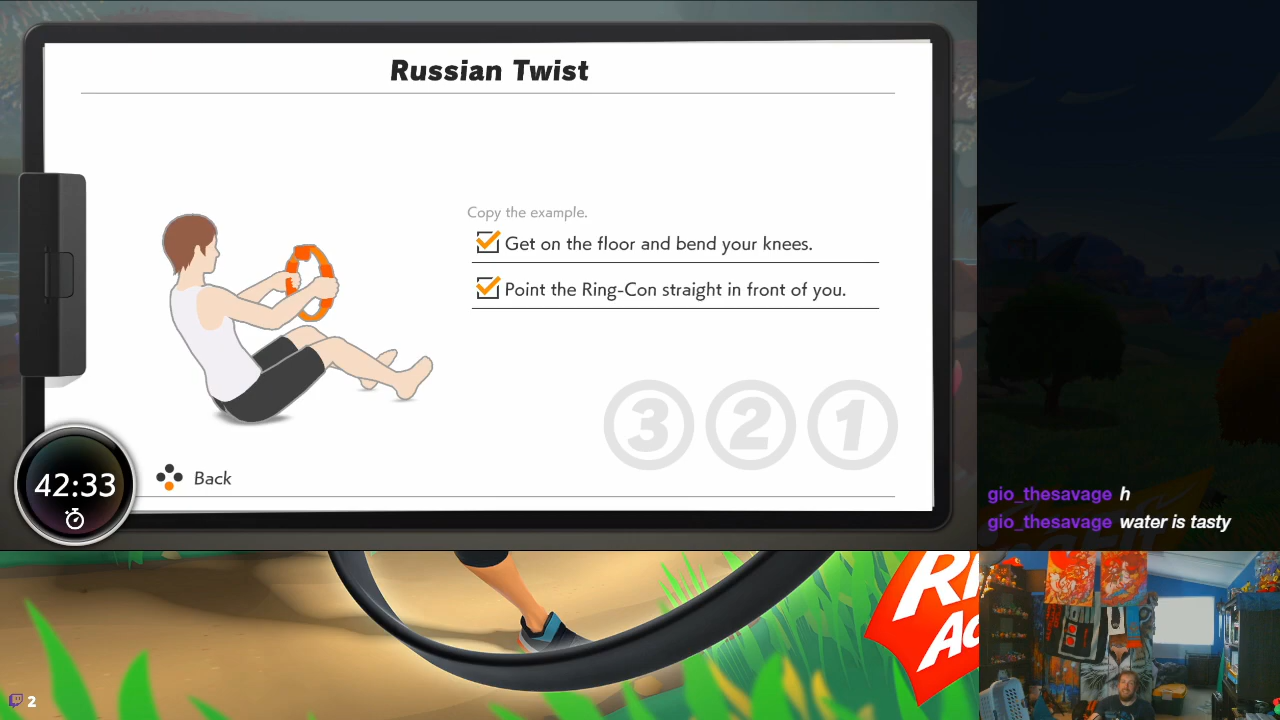 Russian Twist
Copy the example.
Get on the floor and bend your knees.
Point the Ring-Con straight in front of you.
3 2 1
42:33
Back
gio_thesavage h
gio_thesavage water is tasty
2